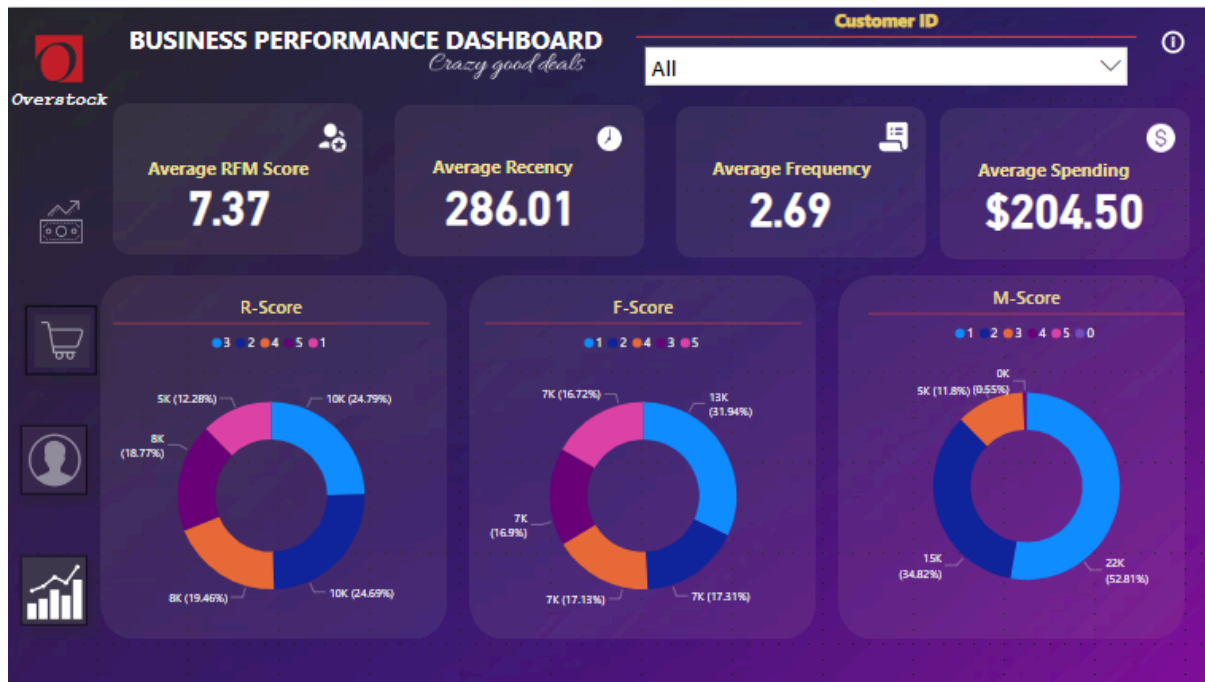 Customer ID
BUSINESS PERFORMANCE DASHBOARD
Crazy good deals
All
Overstock
Average RFM Score
7.37
Average Recency
286.01
Average Frequency
2.69
$
Average Spending
$204.50
R-Score
3 2 4 5 1
5K (12.28%)
10K (24.79%)
8K
(18.77%)
8K (19.46%)
10K (24.69%)
F-Score
1 2 4 3 5
7K (16.72%)
13K
(31.94%)
7K
(16.9%)
7K (17.13%)
7K (17.31%)
M-Score
1 2 3 4 5 0
0K
(0.55%)
5K (11.8%)
15K
(34.82%)
22K
(52.81%)